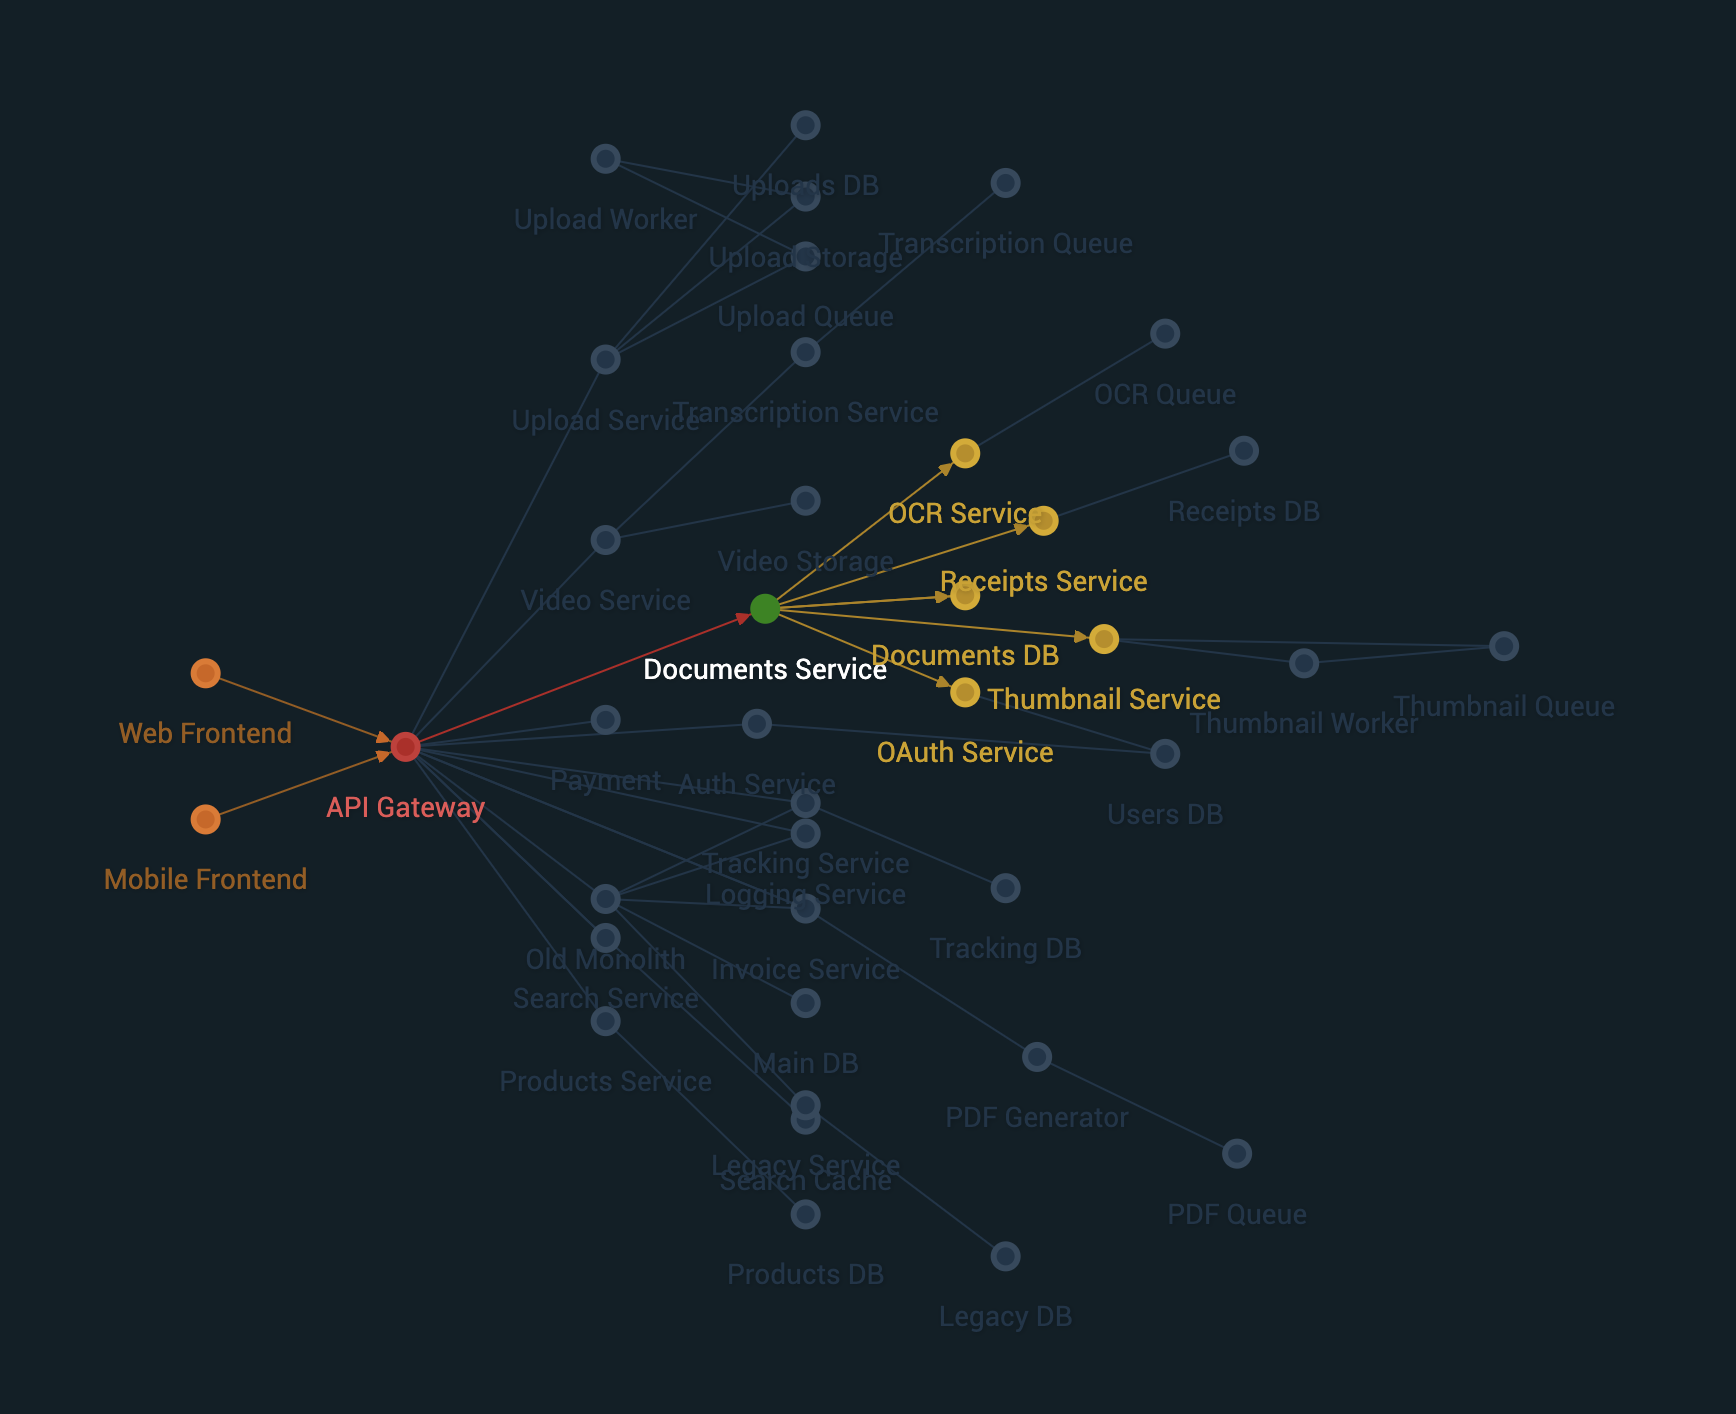 Uploads DB
Upload Worker
Transcription Queue
Upload Storage
Upload Queue
OCR Queue
Transcription Service
Upload Service
Receipts DB
OCR Service
Video Storage
Receipts Service
Video Service
Documents DB
Documents Service
Thumbnail Service
Thumbnail Queue
Thumbnail Worker
Web Frontend
OAuth Service
Payment
Auth Service
API Gateway
Users DB
Tracking Service
Mobile Frontend
Logging Service
Tracking DB
Old Monolith
Invoice Service
Search Service
Main DB
Products Service
PDF Generator
Legacy Service
Search Cache
PDF Queue
Products DB
Legacy DB